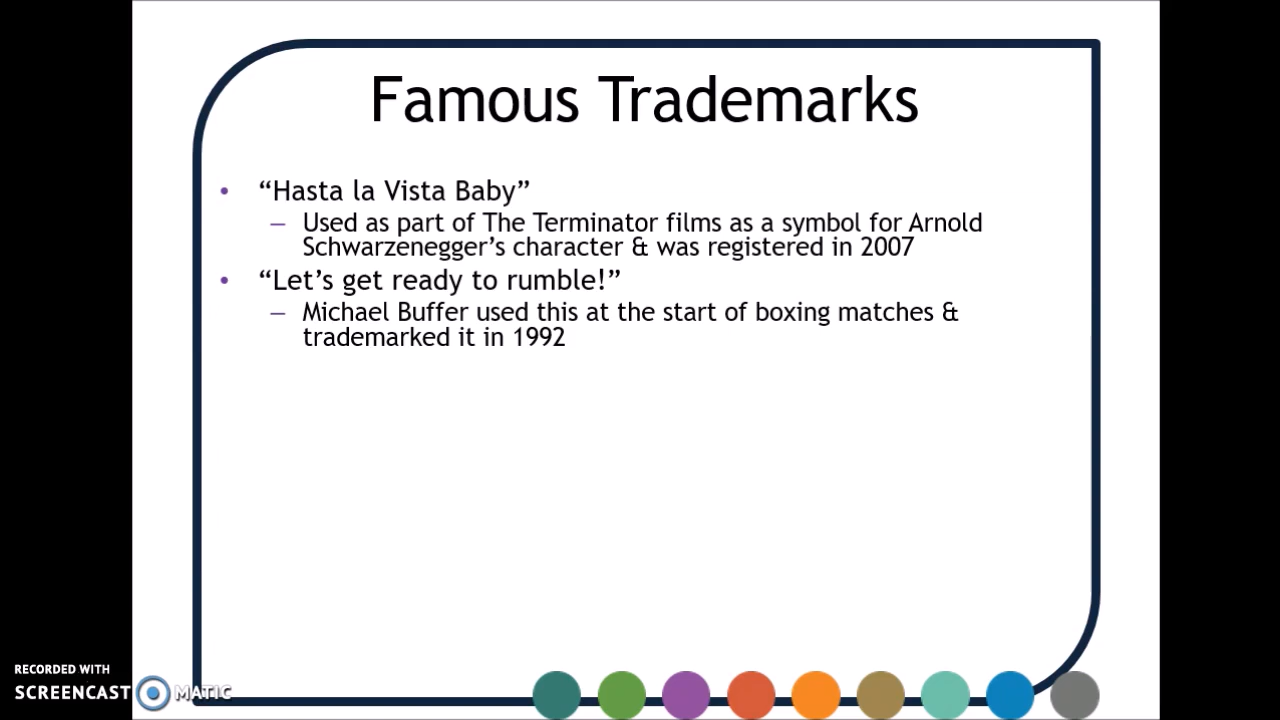 Famous Trademarks
• “Hasta la Vista Baby”
– Used as part of The Terminator films as a symbol for Arnold
Schwarzenegger’s character & was registered in 2007
• “Let’s get ready to rumble!”
– Michael Buffer used this at the start of boxing matches &
trademarked it in 1992
RECORDED WITH
SCREENCAST MATIC